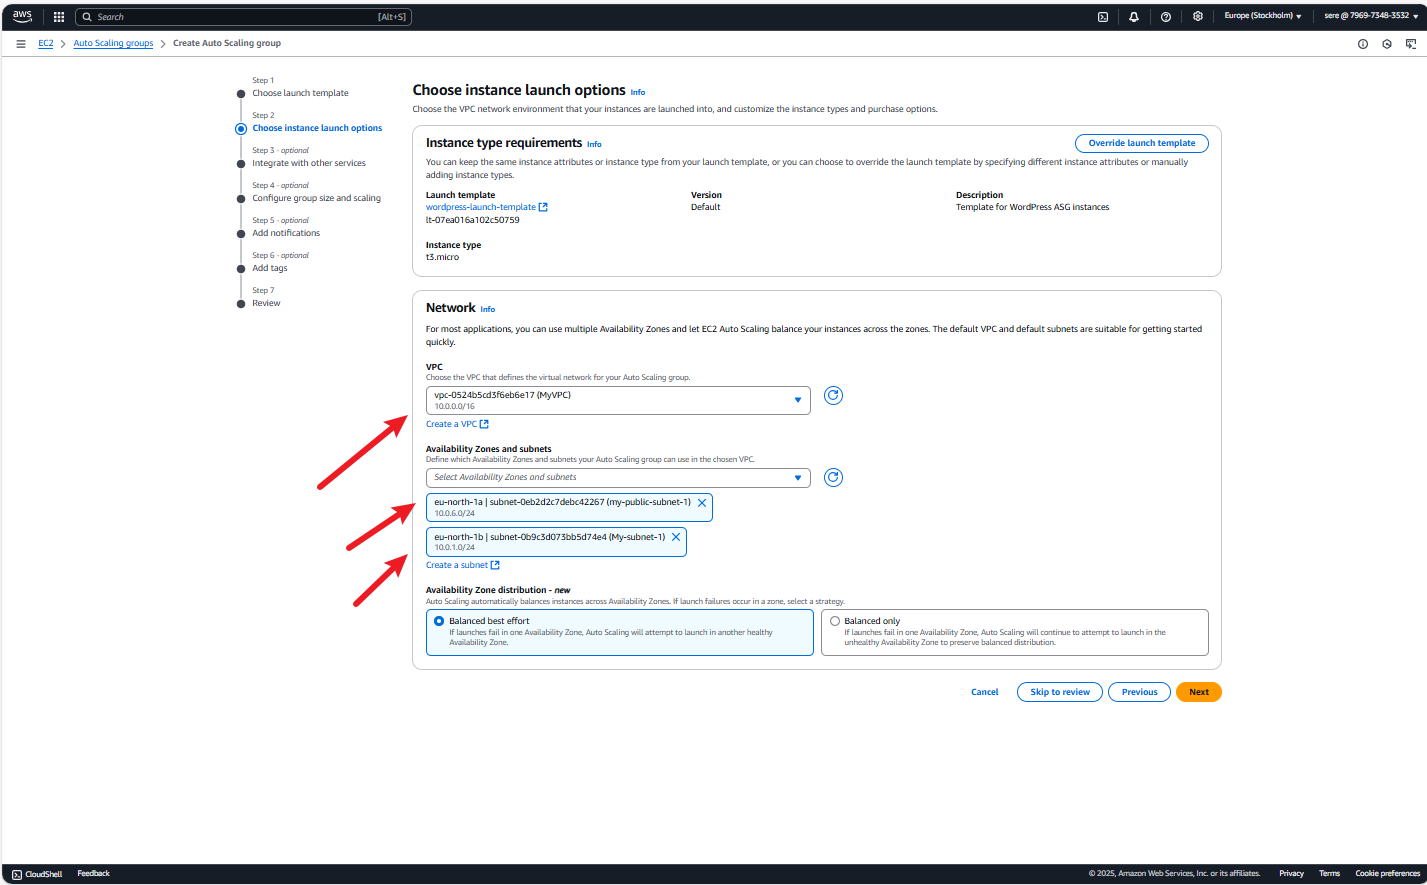 aws
Search
[Alt+S]
Europe (Stockholm)
sere @ 7969-7348-3532
EC2
Auto Scaling groups
Create Auto Scaling group
Step 1
Choose launch template
Step 2
Choose instance launch options
Step 3 - optional
Integrate with other services
Step 4 - optional
Configure group size and scaling
Step 5 - optional
Add notifications
Step 6 - optional
Add tags
Step 7
Review
Choose instance launch options Info
Choose the VPC network environment that your instances are launched into, and customize the instance types and purchase options.
Instance type requirements Info
Override launch template
You can keep the same instance attributes or instance type from your launch template, or you can choose to override the launch template by specifying different instance attributes or manually
adding instance types.
Launch template
wordpress-launch-template
lt-07ea016a102c50759
Version
Default
Description
Template for WordPress ASG instances
Instance type
t3.micro
Network Info
For most applications, you can use multiple Availability Zones and let EC2 Auto Scaling balance your instances across the zones. The default VPC and default subnets are suitable for getting started
quickly.
VPC
Choose the VPC that defines the virtual network for your Auto Scaling group.
vpc-0524b5cd3f6eb6e17 (MyVPC)
10.0.0.0/16
Create a VPC
Availability Zones and subnets
Define which Availability Zones and subnets your Auto Scaling group can use in the chosen VPC.
Select Availability Zones and subnets
eu-north-1a | subnet-0eb2d2c7debc42267 (my-public-subnet-1)
10.0.6.0/24
eu-north-1b | subnet-0b9c3d073bb5d74e4 (My-subnet-1)
10.0.1.0/24
Create a subnet
Availability Zone distribution - new
Auto Scaling automatically balances instances across Availability Zones. If launch failures occur in a zone, select a strategy.
Balanced best effort
If launches fail in one Availability Zone, Auto Scaling will attempt to launch in another healthy
Availability Zone.
Balanced only
If launches fail in one Availability Zone, Auto Scaling will continue to attempt to launch in the
unhealthy Availability Zone to preserve balanced distribution.
Cancel
Skip to review
Previous
Next
CloudShell
Feedback
© 2025, Amazon Web Services, Inc. or its affiliates.
Privacy
Terms
Cookie preferences